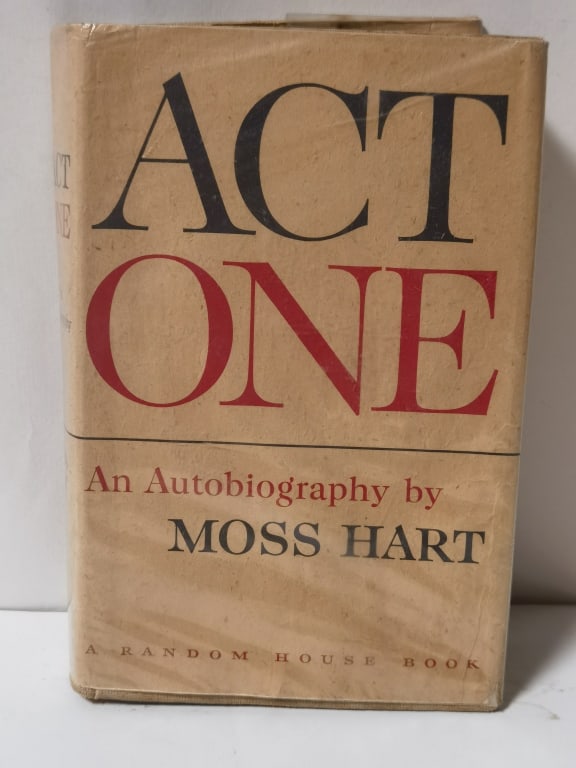 ACT
ONE
An Autobiography by
MOSS HART
A RANDOM HOUSE BOOK